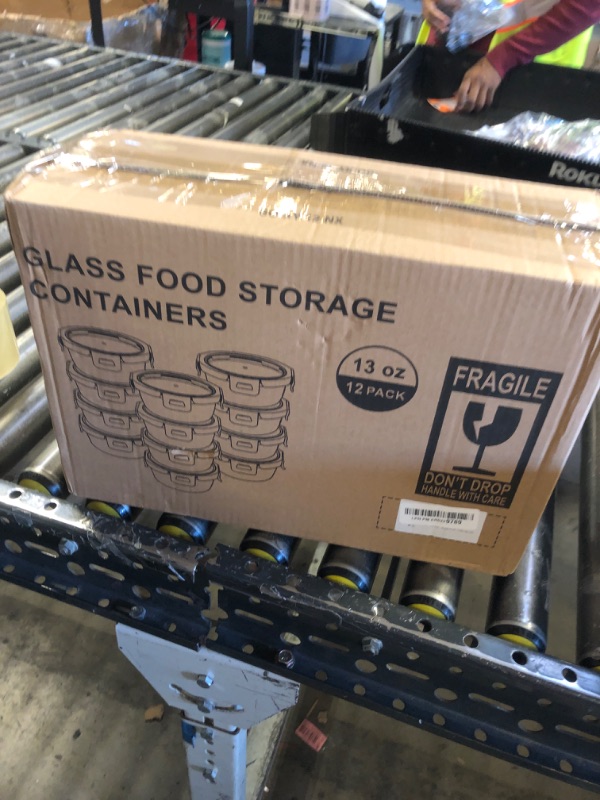 Roku
GLASS FOOD STORAGE
CONTAINERS
13 oz
12 PACK
FRAGILE
DON'T DROP
HANDLE WITH CARE